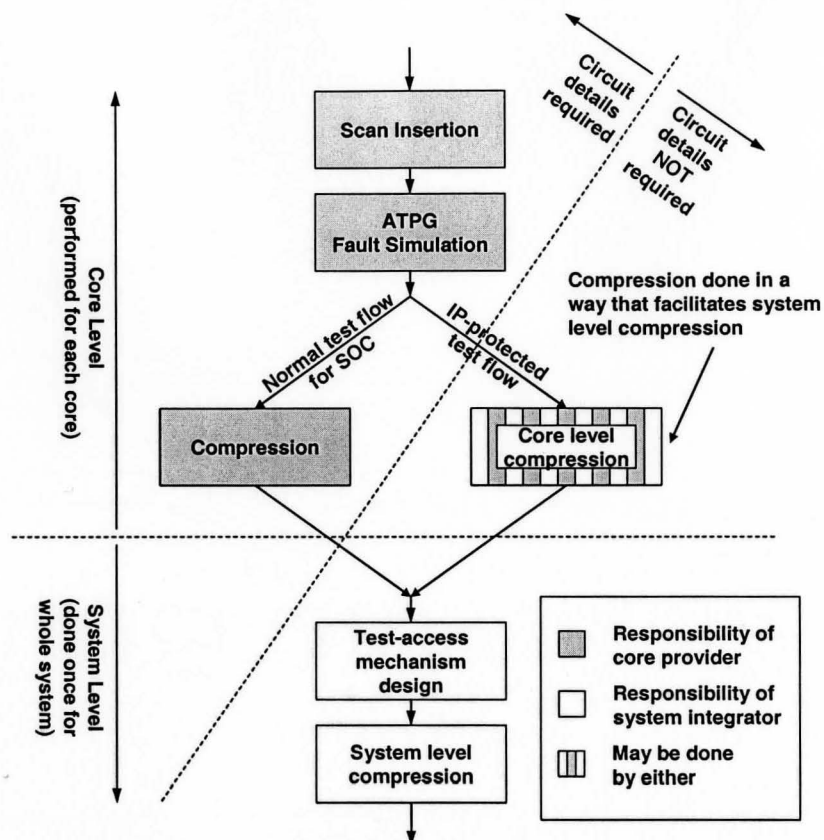 Circuit
details
required
Circuit
details
NOT
required
Scan Insertion
ATPG
Fault Simulation
Core Level
(performed for each core)
Compression done in a
way that facilitates system
level compression
Normal test flow
for SOC
IP-protected
test flow
Compression
Core level
compression
System Level
(done once for
whole system)
Test-access
mechanism
design
System level
compression
Responsibility of
core provider
Responsibility of
system integrator
May be done
by either